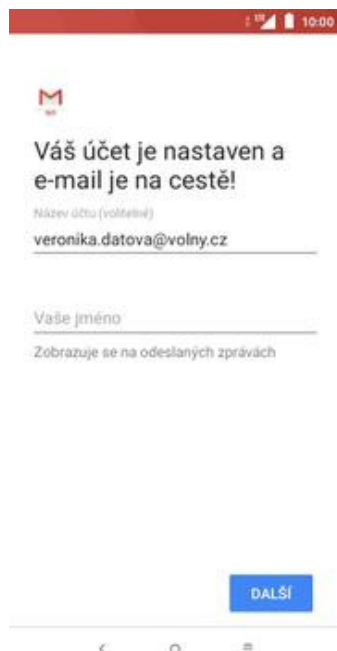 10:00
Váš účet je nastaven a
e-mail je na cestě!
Název účtu (volitelné)
veronika.datova@volny.cz
Vaše jméno
Zobrazuje se na odeslaných zprávách
DALŠÍ